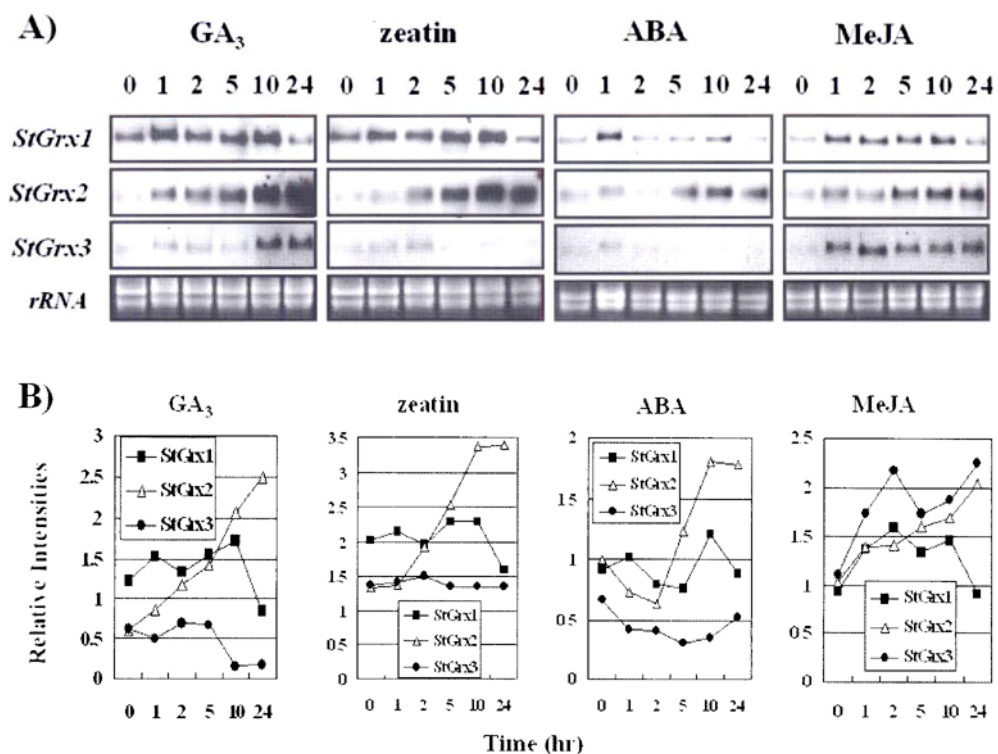 A)
GA3 zeatin ABA MeJA
0 1 2 5 10 24 0 1 2 5 10 24 0 1 2 5 10 24 0 1 2 5 10 24
StGrx1
StGrx2
StGrx3
rRNA
B)
GA3 zeatin ABA MeJA
Relative Intensities
3
2.5
2
1.5
1
0.5
0
StGrx1
StGrx2
StGrx3
0 1 2 5 10 24
3.5
3
2.5
2
1.5
1
0.5
0
StGrx1
StGrx2
StGrx3
0 1 2 5 10 24
2
1.5
1
0.5
0
StGrx1
StGrx2
StGrx3
0 1 2 5 10 24
2.5
2
1.5
1
0.5
0
StGrx1
StGrx2
StGrx3
0 1 2 5 10 24
Time (hr)